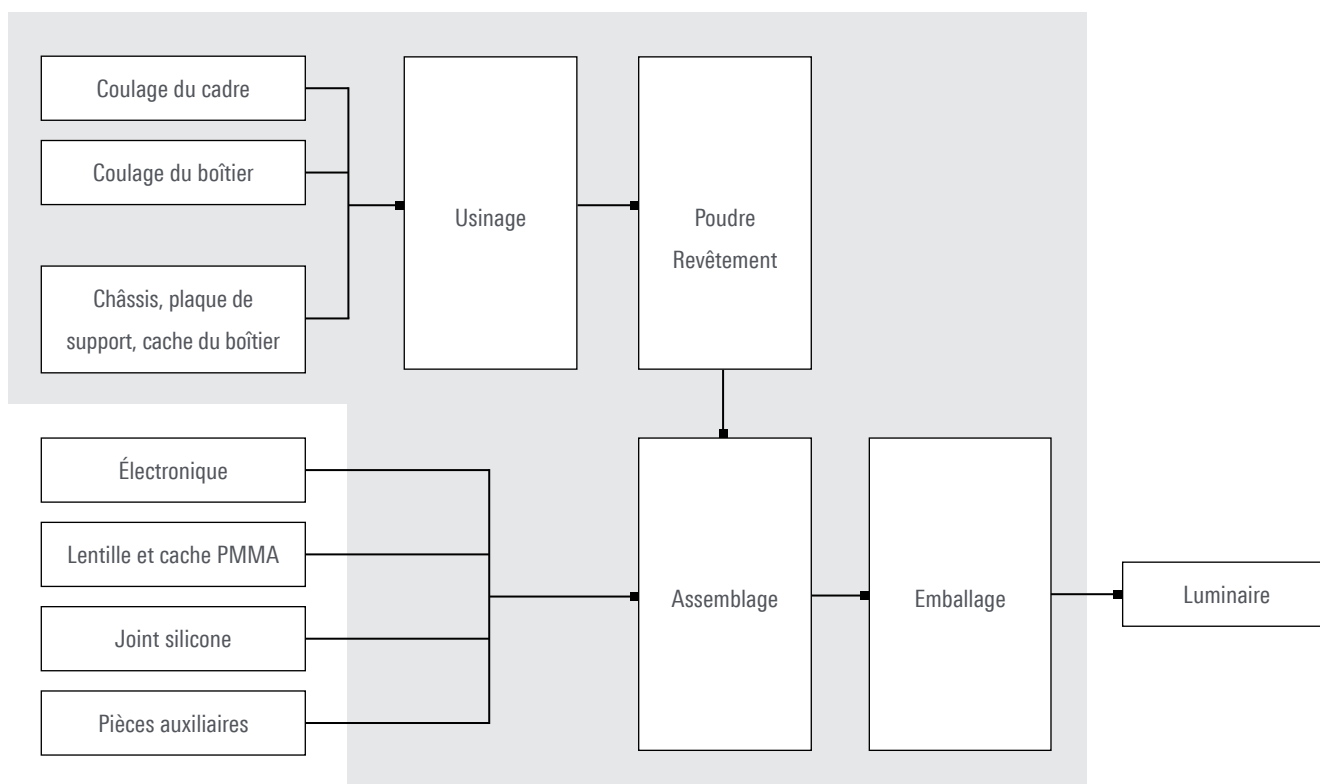 Coulage du cadre
Coulage du boîtier
Châssis, plaque de
support, cache du boîtier
Usinage
Poudre
Revêtement
Électronique
Lentille et cache PMMA
Joint silicone
Pièces auxiliaires
Assemblage
Emballage
Luminaire